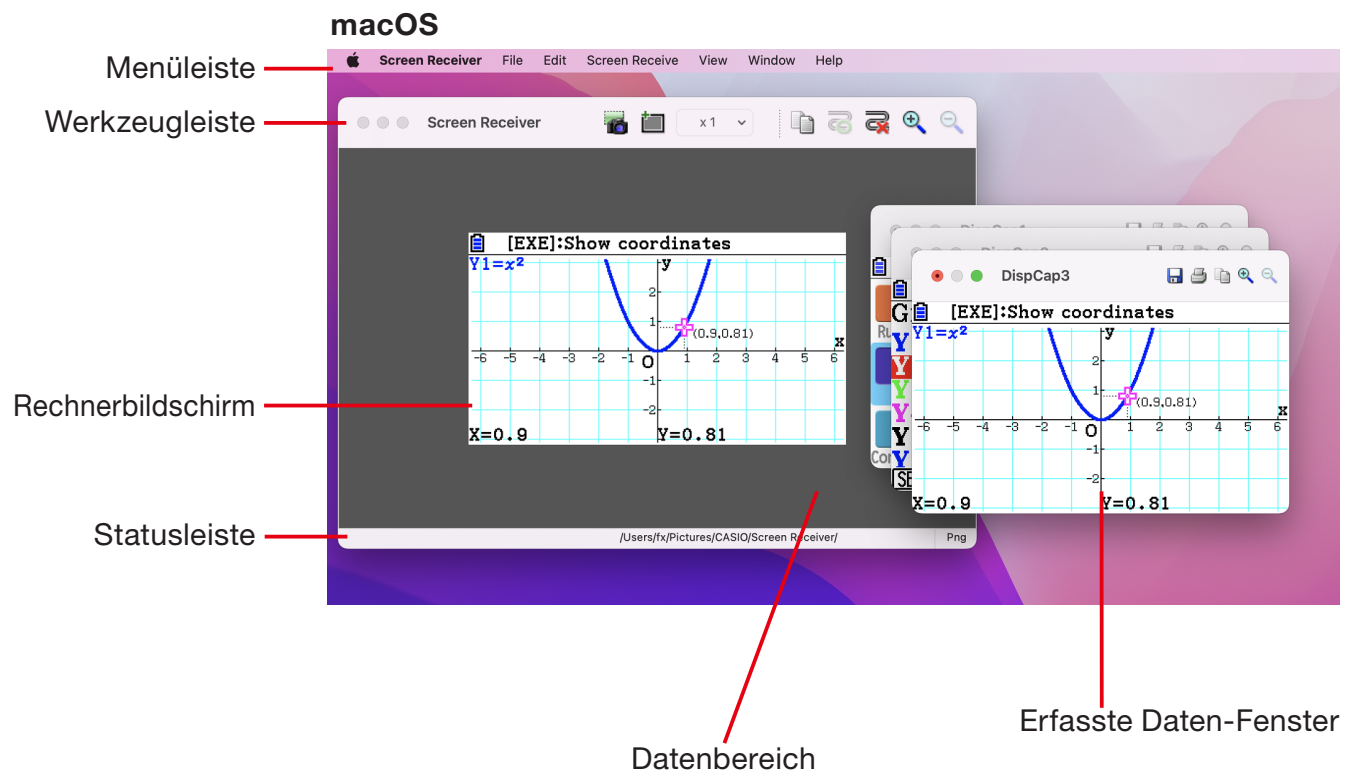 macOS
Menüleiste
Screen Receiver File Edit Screen Receive View Window Help
Werkzeugleiste
Screen Receiver
x 1
[EXE]:Show coordinates
Y1=x²
y
2
1
(0.9,0.81)
x
-6 -5 -4 -3 -2 O 1 2 3 4 5 6
-1
-2
X=0.9 Y=0.81
DispCap3
[EXE]:Show coordinates
Y1=x²
y
2
1
(0.9,0.81)
x
-6 -5 -4 -3 -2 O 1 2 3 4 5 6
-1
-2
X=0.9 Y=0.81
G
Y
Y
Y
Y
Y
Y
Rechnerbildschirm
Statusleiste
/Users/fx/Pictures/CASIO/Screen Receiver/ Png
Erfasste Daten-Fenster
Datenbereich